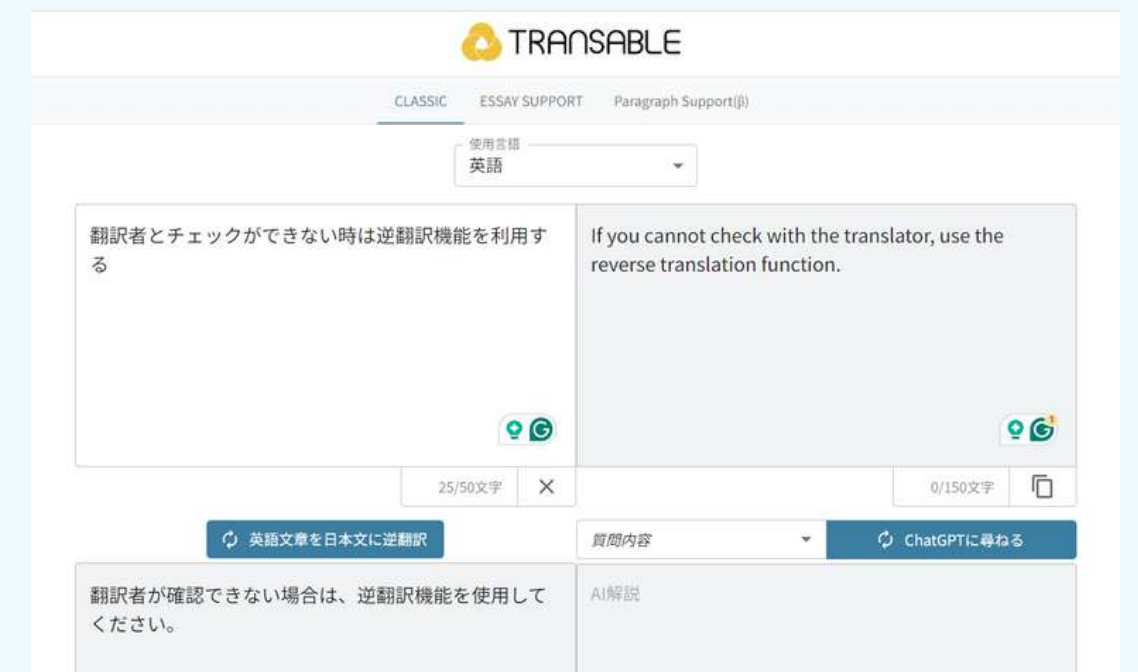 TRANSABLE
CLASSIC ESSAY SUPPORT Paragraph Support(β)
使用言語
英語
翻訳者とチェックができない時は逆翻訳機能を利用す
る
If you cannot check with the translator, use the
reverse translation function.
25/50文字
0/150文字
英語文章を日本文に逆翻訳
質問内容
ChatGPTに尋ねる
翻訳者が確認できない場合は、逆翻訳機能を使用して
ください。
AI解説